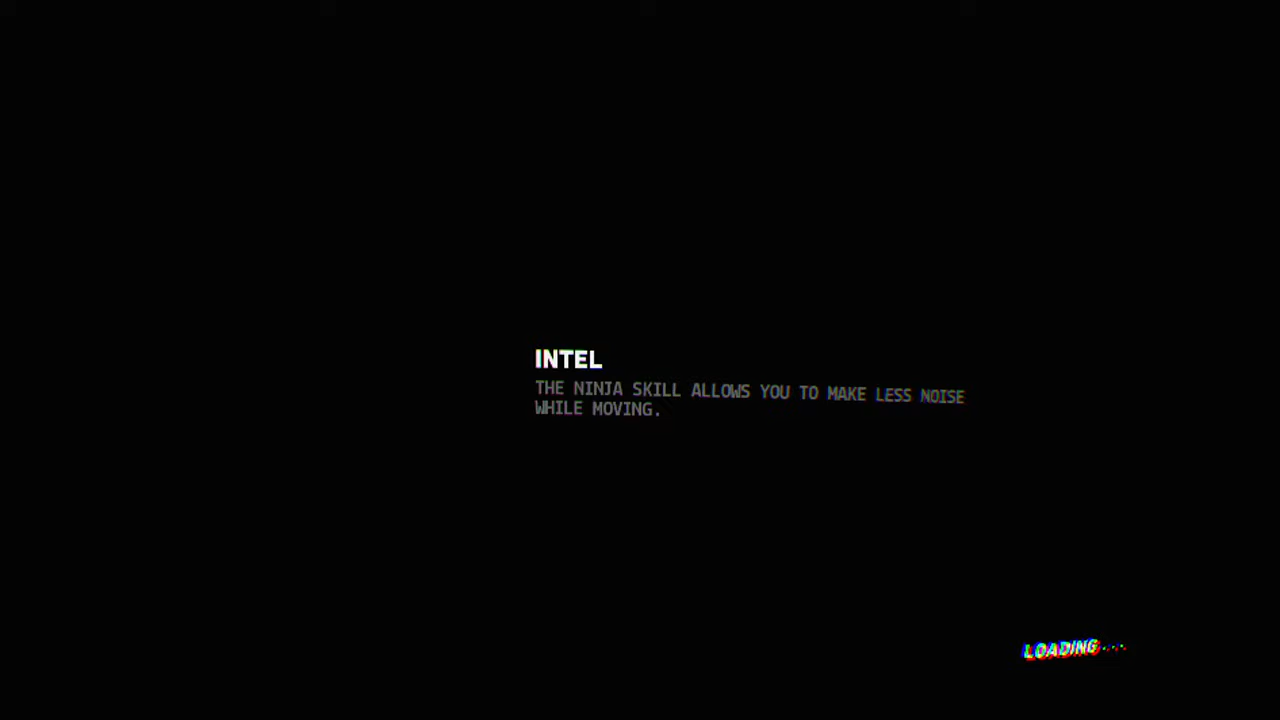 INTEL
THE NINJA SKILL ALLOWS YOU TO MAKE LESS NOISE
WHILE MOVING.
LOADING....